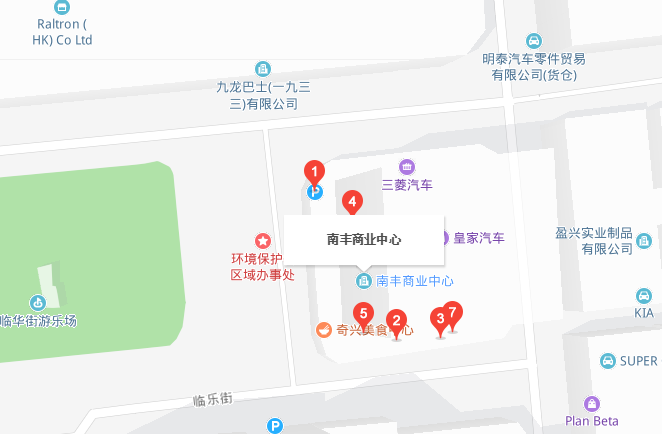 Raltron (
HK) Co Ltd
明泰汽车零件贸易
有限公司(货仓)
九龙巴士(一九三
三)有限公司
1
P
三菱汽车
4
南丰商业中心
皇家汽车
盈兴实业制品
有限公司
环境保护
区域办事处
南丰商业中心
临华街游乐场
KIA
5
2
3
7
奇兴美食中心
SUPER
临乐街
Plan Beta
P